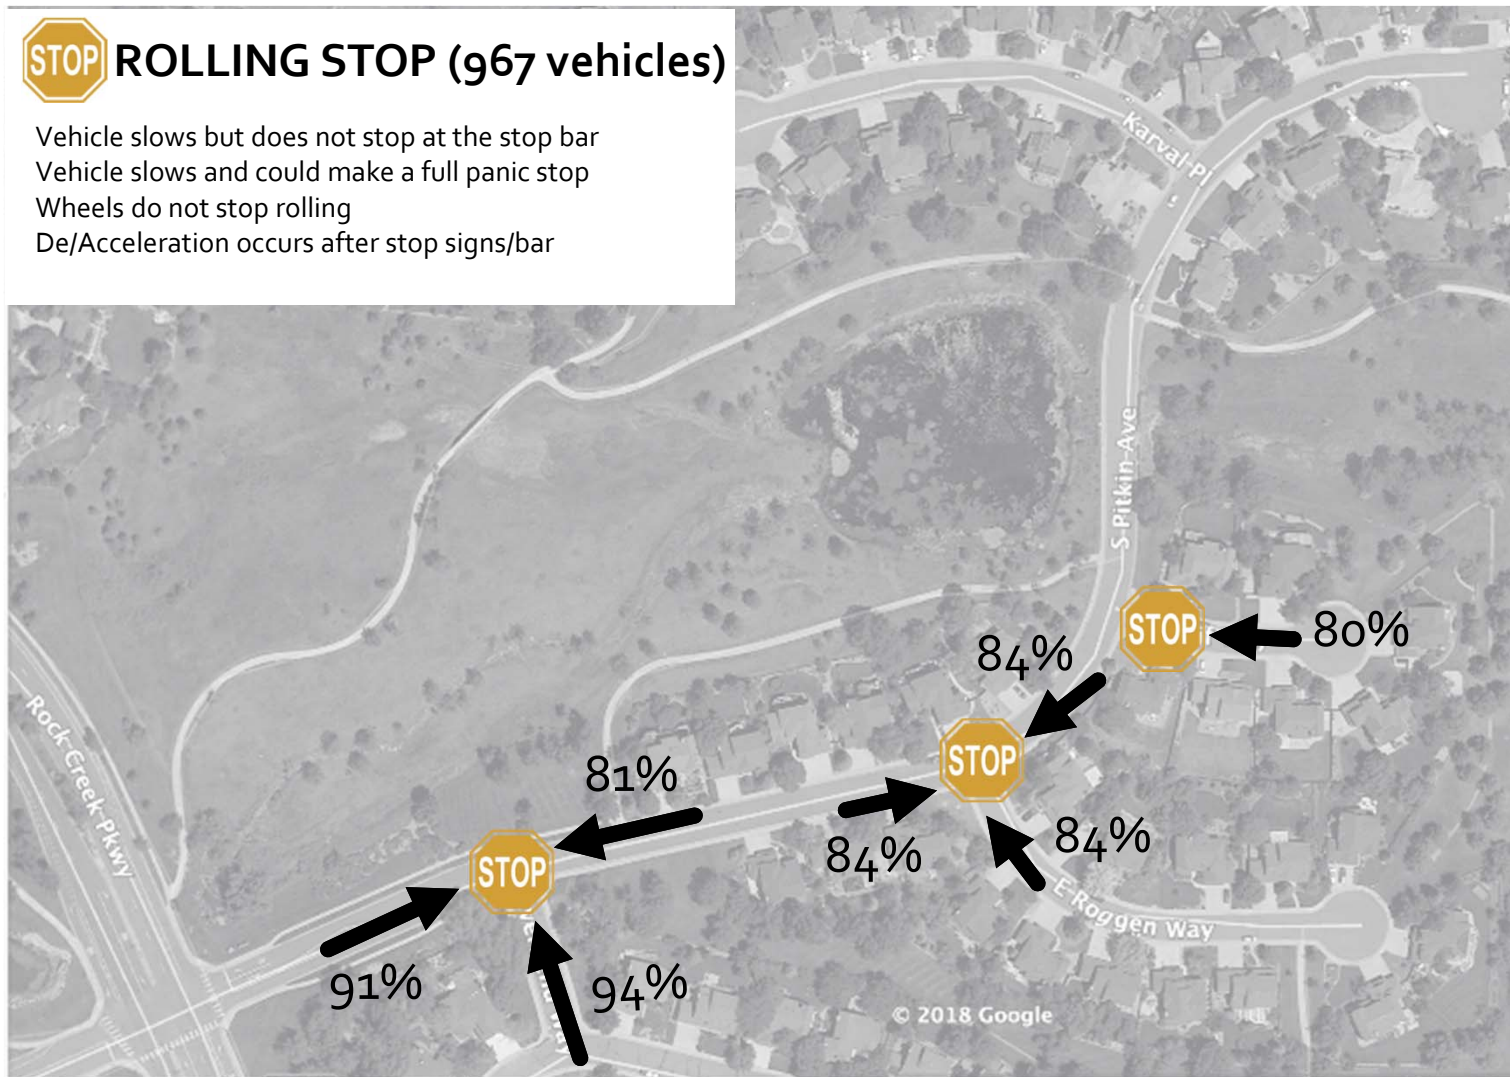 STOP ROLLING STOP (967 vehicles)
Vehicle slows but does not stop at the stop bar
Vehicle slows and could make a full panic stop
Wheels do not stop rolling
De/Acceleration occurs after stop signs/bar
Karval Pl
S Pitkin Ave
STOP
80%
84%
STOP
Rock Creek Pkwy
81%
84%
84%
STOP
E Roggen Way
91%
94%
© 2018 Google